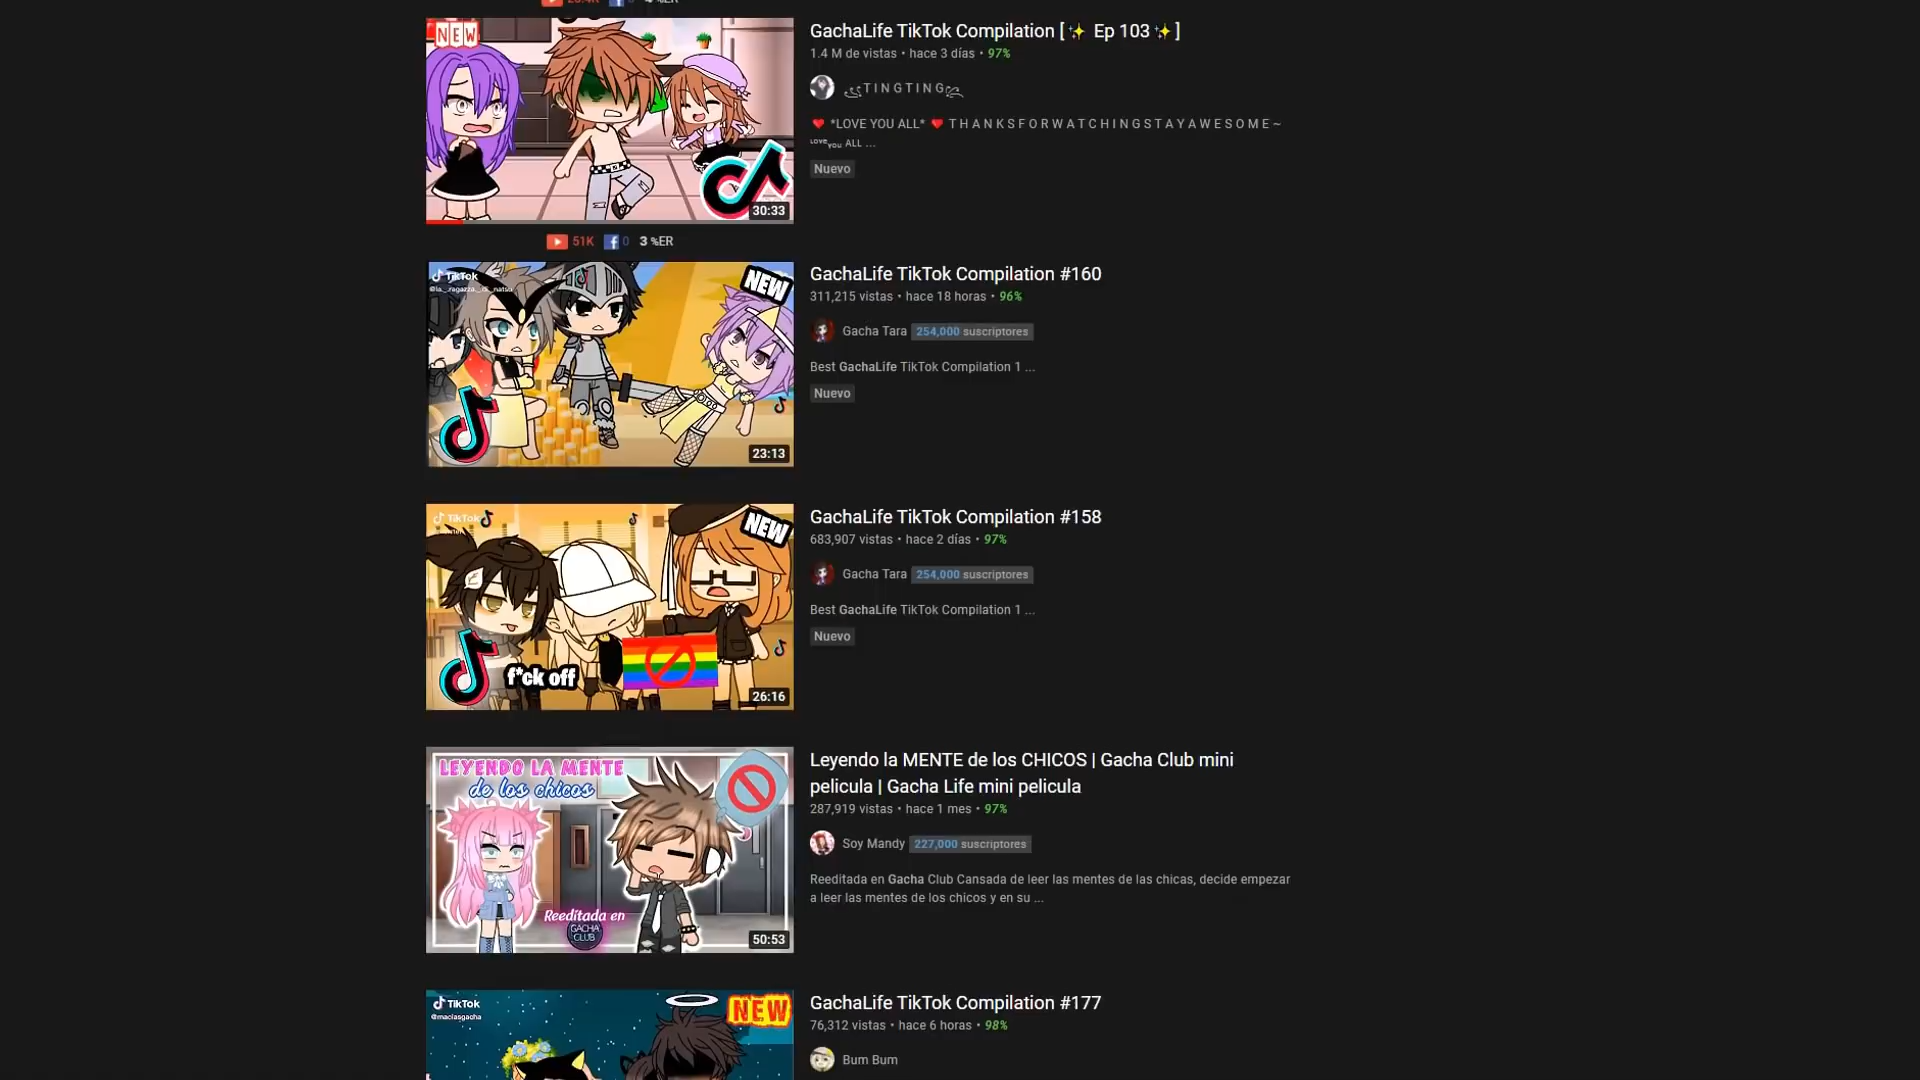 NEW
GachaLife TikTok Compilation [✨ Ep 103 ✨]
1.4 M de vistas • hace 3 días • 97%
T I N G T I N G
❤ *LOVE YOU ALL* ❤ T H A N K S F O R W A T C H I N G S T A Y A W E S O M E ~
ᴸᵒᵛᵉyou ALL ...
Nuevo
30:33
51K 0 3 %ER
TikTok
NEW
23:13
GachaLife TikTok Compilation #160
311,215 vistas • hace 18 horas • 96%
Gacha Tara 254,000 suscriptores
Best GachaLife TikTok Compilation 1 ...
Nuevo
TikTok
NEW
f*ck off
26:16
GachaLife TikTok Compilation #158
683,907 vistas • hace 2 días • 97%
Gacha Tara 254,000 suscriptores
Best GachaLife TikTok Compilation 1 ...
Nuevo
LEYENDO LA MENTE
de los chicos
Reeditada en
GACHA
CLUB
50:53
Leyendo la MENTE de los CHICOS | Gacha Club mini
pelicula | Gacha Life mini pelicula
287,919 vistas • hace 1 mes • 97%
Soy Mandy 227,000 suscriptores
Reeditada en Gacha Club Cansada de leer las mentes de las chicas, decide empezar
a leer las mentes de los chicos y en su ...
TikTok
@maciasgacha
NEW
GachaLife TikTok Compilation #177
76,312 vistas • hace 6 horas • 98%
Bum Bum